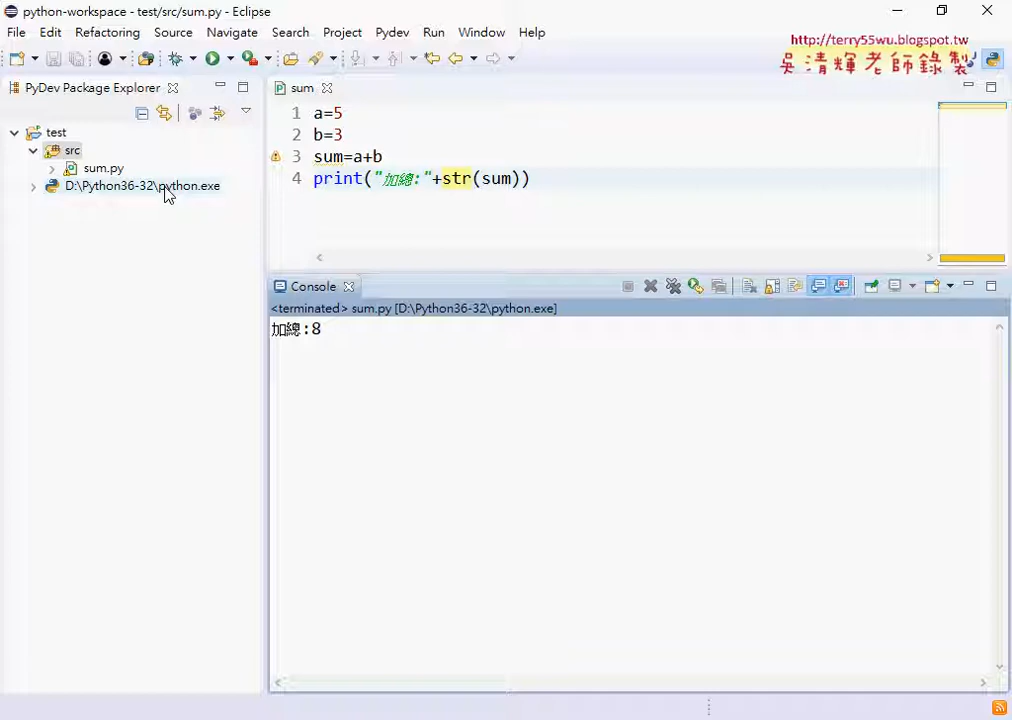 python-workspace - test/src/sum.py - Eclipse
File Edit Refactoring Source Navigate Search Project Pydev Run Window Help
http://terry55wu.blogspot.tw
吳清輝老師錄製
PyDev Package Explorer
sum
test
src
sum.py
D:\Python36-32\python.exe
1 a=5
2 b=3
3 sum=a+b
4 print("加總:"+str(sum))
Console
<terminated> sum.py [D:\Python36-32\python.exe]
加總:8